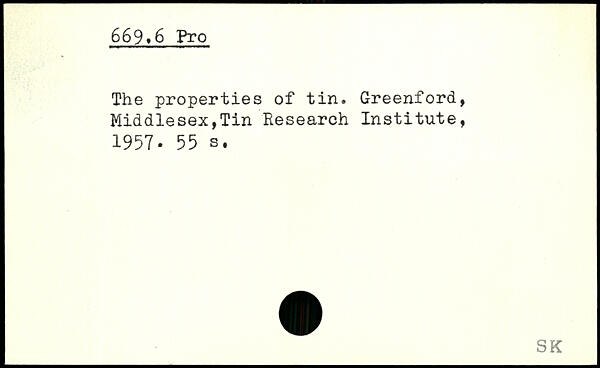 669.6 Pro
The properties of tin. Greenford,
Middlesex,Tin Research Institute,
1957. 55 s.
SK